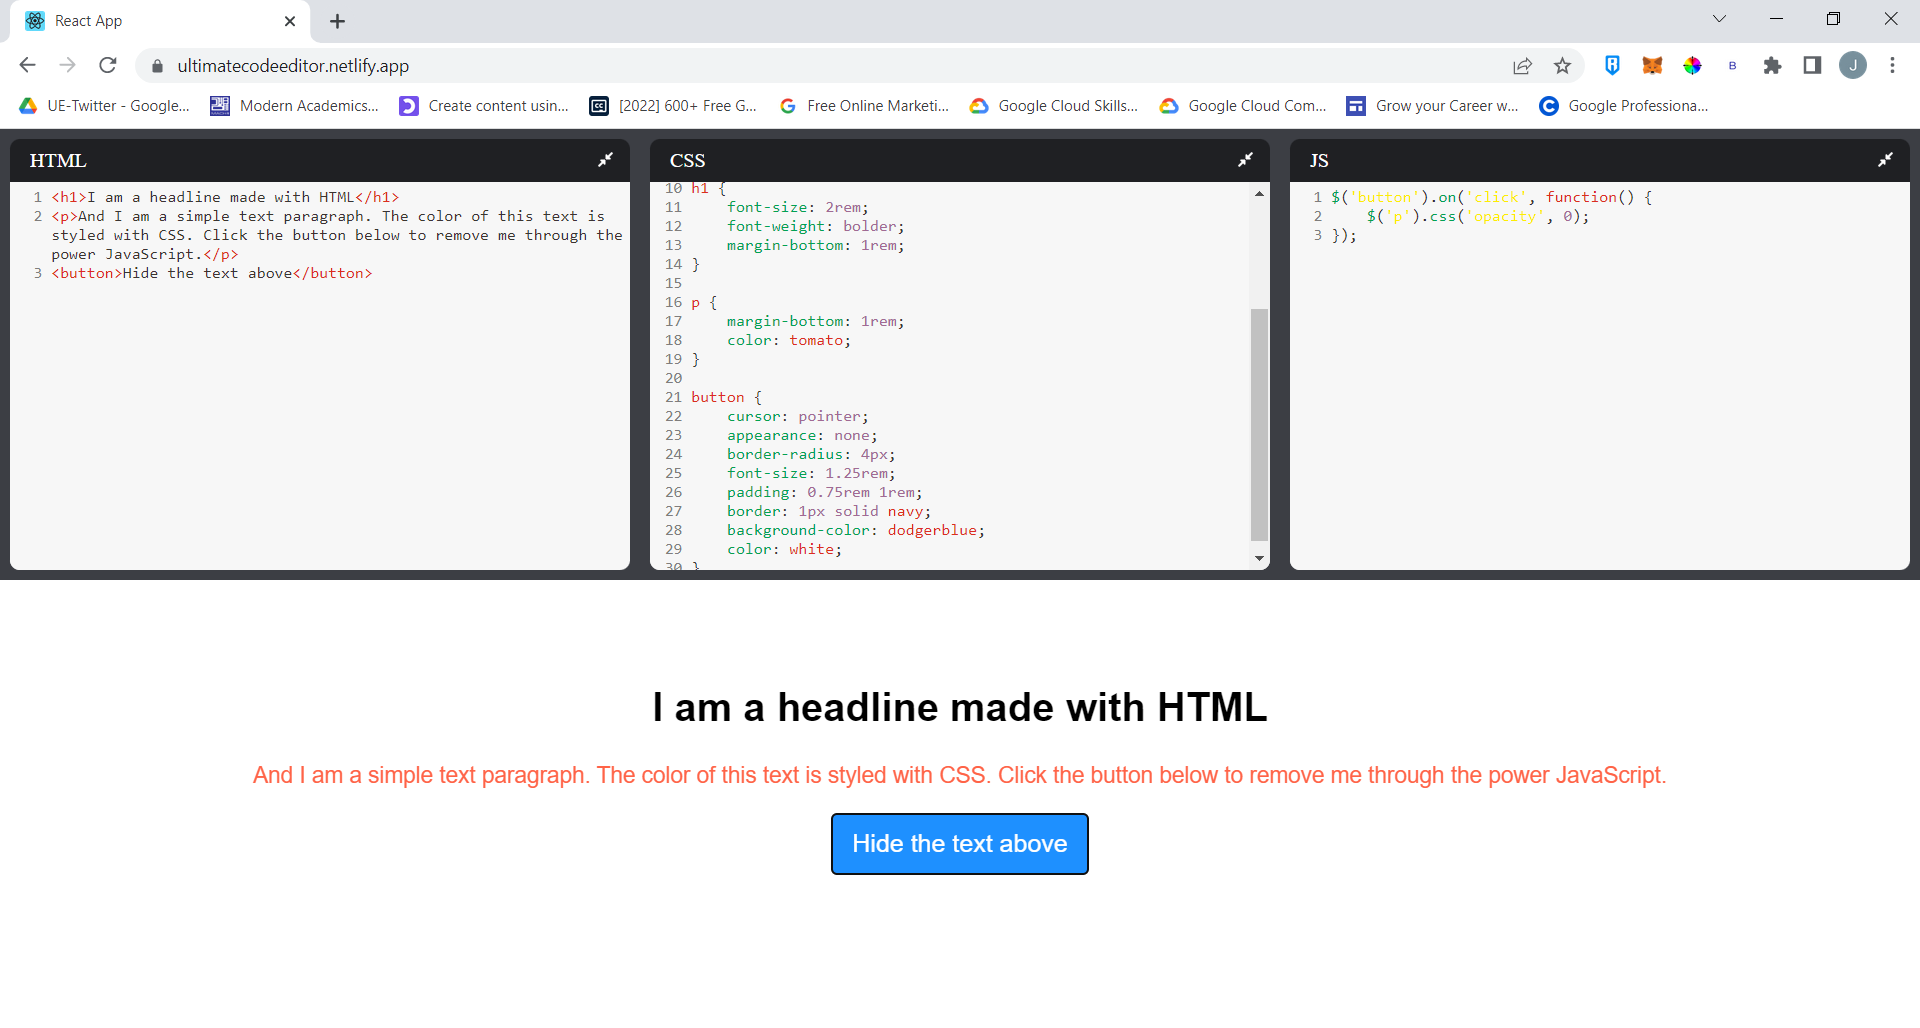 React App
ultimatecodeeditor.netlify.app
B
J
UE-Twitter - Google...
Modern Academics...
Create content usin...
[2022] 600+ Free G...
Free Online Marketi...
Google Cloud Skills...
Google Cloud Com...
Grow your Career w...
Google Professiona...
HTML
1 <h1>I am a headline made with HTML</h1>
2 <p>And I am a simple text paragraph. The color of this text is
styled with CSS. Click the button below to remove me through the
power JavaScript.</p>
3 <button>Hide the text above</button>
CSS
10 h1 {
11 font-size: 2rem;
12 font-weight: bolder;
13 margin-bottom: 1rem;
14 }
15
16 p {
17 margin-bottom: 1rem;
18 color: tomato;
19 }
20
21 button {
22 cursor: pointer;
23 appearance: none;
24 border-radius: 4px;
25 font-size: 1.25rem;
26 padding: 0.75rem 1rem;
27 border: 1px solid navy;
28 background-color: dodgerblue;
29 color: white;
30 }
JS
1 $('button').on('click', function() {
2 $('p').css('opacity', 0);
3 });
I am a headline made with HTML
And I am a simple text paragraph. The color of this text is styled with CSS. Click the button below to remove me through the power JavaScript.
Hide the text above